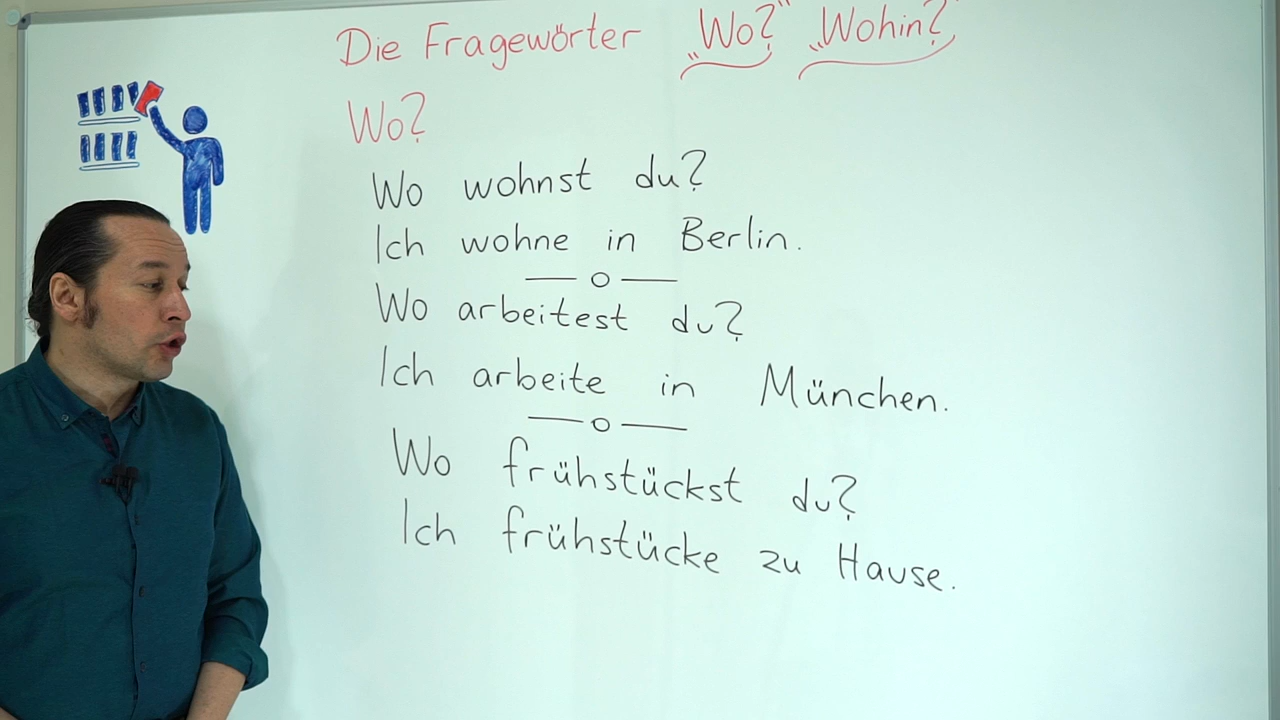 Die Fragewörter „Wo?“ „Wohin?“
Wo?
Wo wohnst du?
Ich wohne in Berlin.
Wo arbeitest du?
Ich arbeite in München.
Wo frühstückst du?
Ich frühstücke zu Hause.